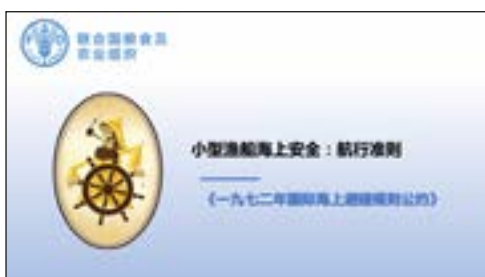 联合国粮食及
农业组织
小型渔船海上安全：航行准则
《一九七二年国际海上避碰规则公约》